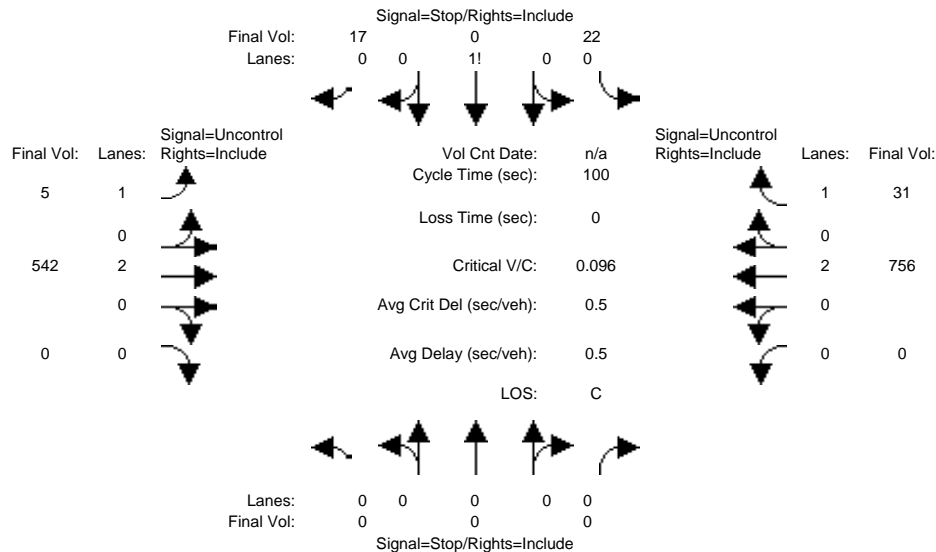 Signal=Stop/Rights=Include
Final Vol: 17 0 22
Lanes: 0 0 1! 0 0
Signal=Uncontrol Signal=Uncontrol
Final Vol: Lanes: Rights=Include Vol Cnt Date: n/a Rights=Include Lanes: Final Vol:
Cycle Time (sec): 100
5 1 1 31
Loss Time (sec): 0
0 0
542 2 Critical V/C: 0.096 2 756
0 Avg Crit Del (sec/veh): 0.5 0
0 0 Avg Delay (sec/veh): 0.5 0 0
LOS: C
Lanes: 0 0 0 0 0
Final Vol: 0 0 0
Signal=Stop/Rights=Include